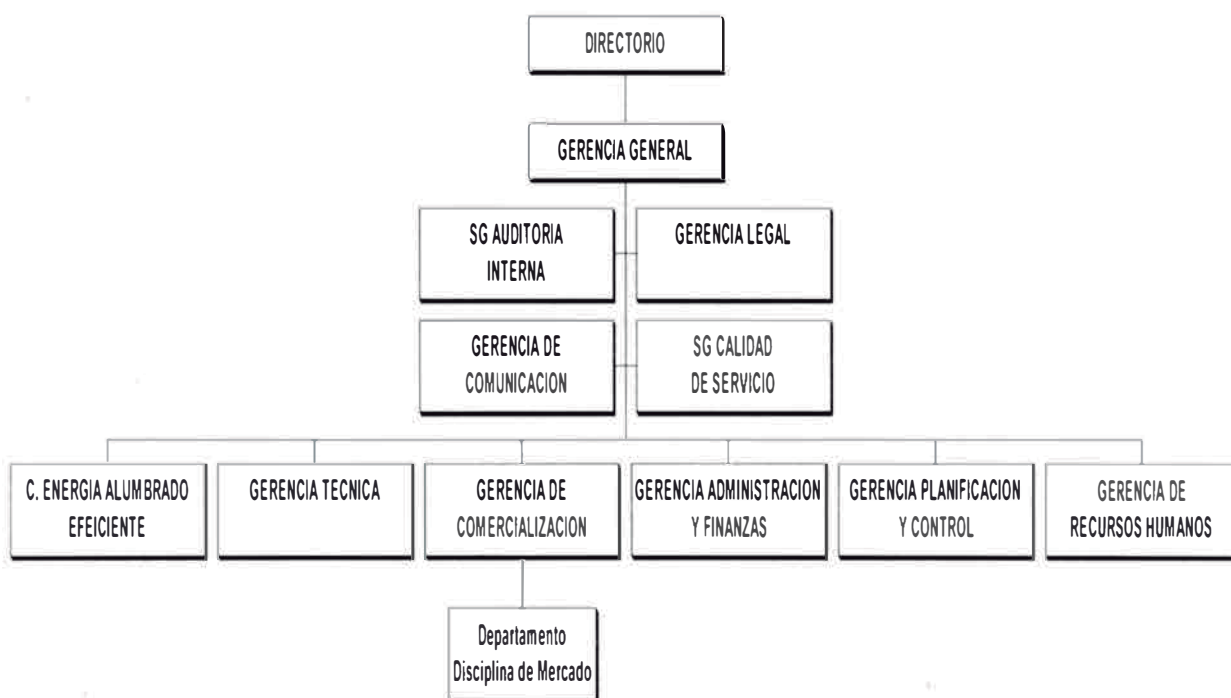 DIRECTORIO
GERENCIA GENERAL
SG AUDITORIA
INTERNA
GERENCIA LEGAL
GERENCIA DE
COMUNICACION
SG CALIDAD
DE SERVICIO
C. ENERGIA ALUMBRADO
EFEICIENTE
GERENCIA TECNICA
GERENCIA DE
COMERCIALIZACION
GERENCIA ADMINISTRACION
Y FINANZAS
GERENCIA PLANIFICACION
Y CONTROL
GERENCIA DE
RECURSOS HUMANOS
Departamento
Disciplina de Mercado